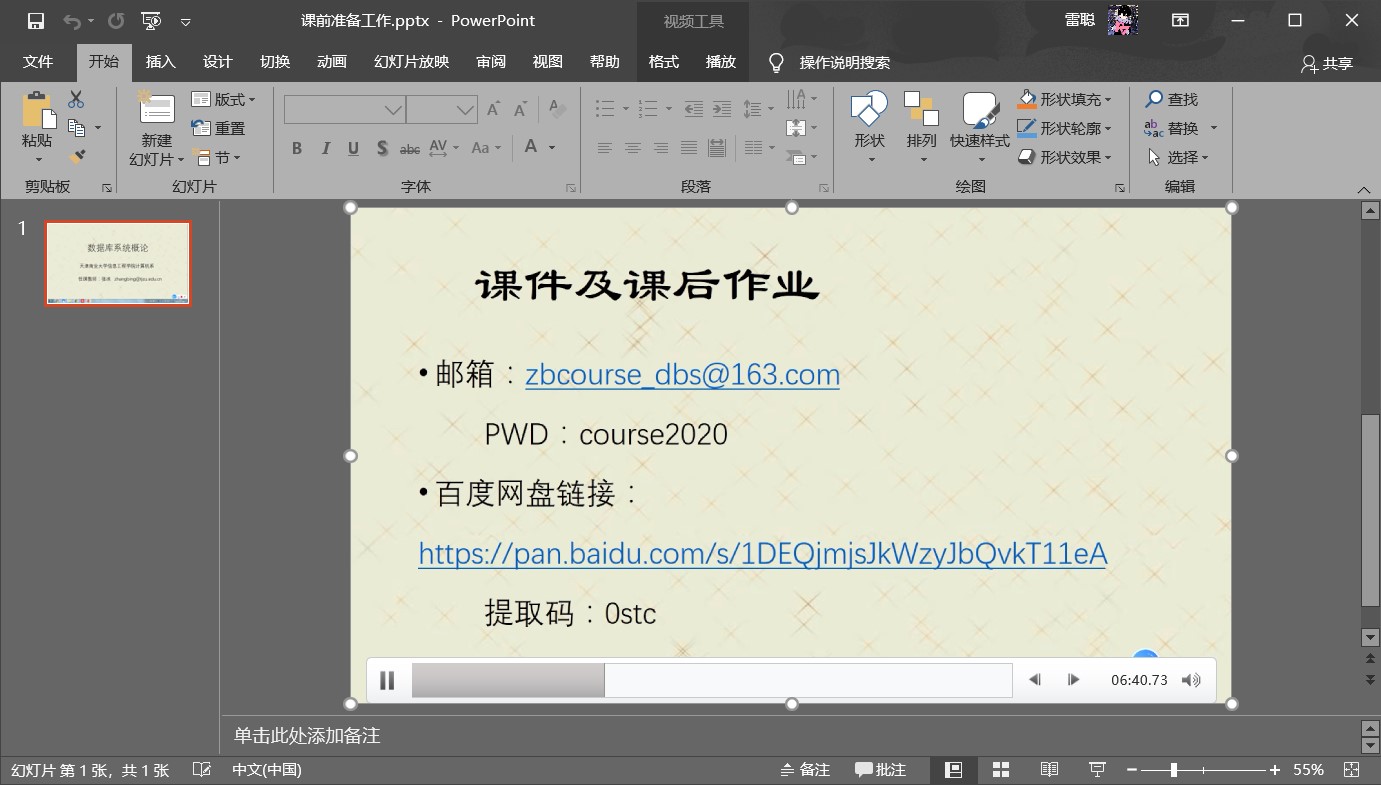 课前准备工作.pptx - PowerPoint
视频工具
雷聪
文件 开始 插入 设计 切换 动画 幻灯片放映 审阅 视图 帮助 格式 播放 操作说明搜索 共享
粘贴
剪贴板
新建
幻灯片
版式
重置
节
幻灯片
B I U S abc AV Aa A
字体
段落
形状
排列
快速样式
形状填充
形状轮廓
形状效果
绘图
查找
替换
选择
编辑
1
数据库系统概论
课件及课后作业
• 邮箱：zbcourse_dbs@163.com
PWD：course2020
• 百度网盘链接：
https://pan.baidu.com/s/1DEQjmjsJkWzyJbQvkT11eA
提取码：0stc
06:40.73
单击此处添加备注
幻灯片 第 1 张，共 1 张 中文(中国) 备注 批注 55%